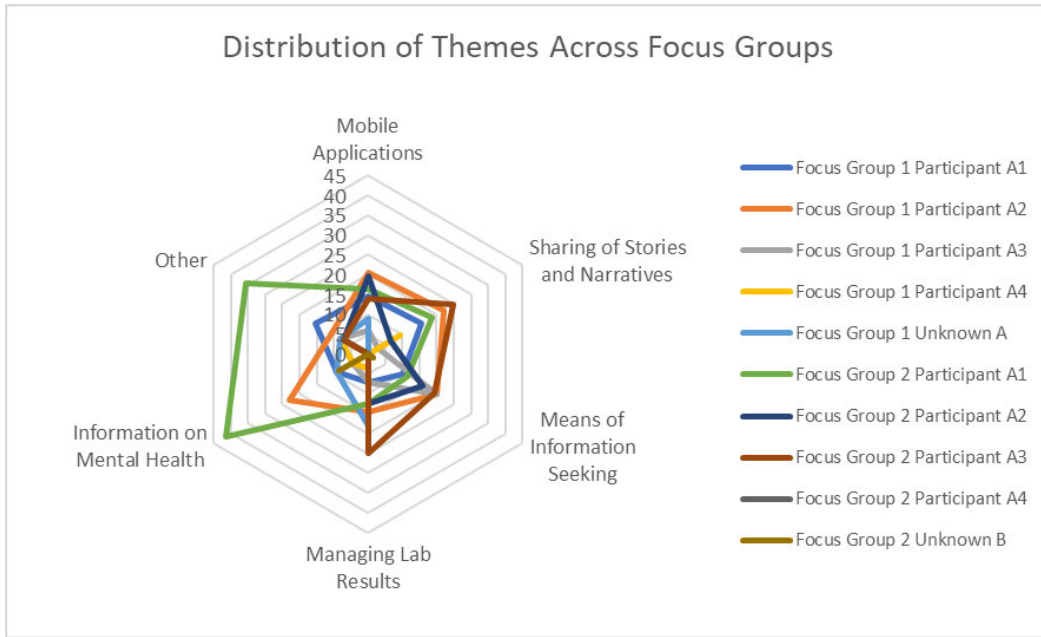 Distribution of Themes Across Focus Groups
Mobile
Applications
45
40
35
30
25
20
15
10
5
0
Sharing of Stories
and Narratives
Means of
Information
Seeking
Managing Lab
Results
Information on
Mental Health
Other
Focus Group 1 Participant A1
Focus Group 1 Participant A2
Focus Group 1 Participant A3
Focus Group 1 Participant A4
Focus Group 1 Unknown A
Focus Group 2 Participant A1
Focus Group 2 Participant A2
Focus Group 2 Participant A3
Focus Group 2 Participant A4
Focus Group 2 Unknown B